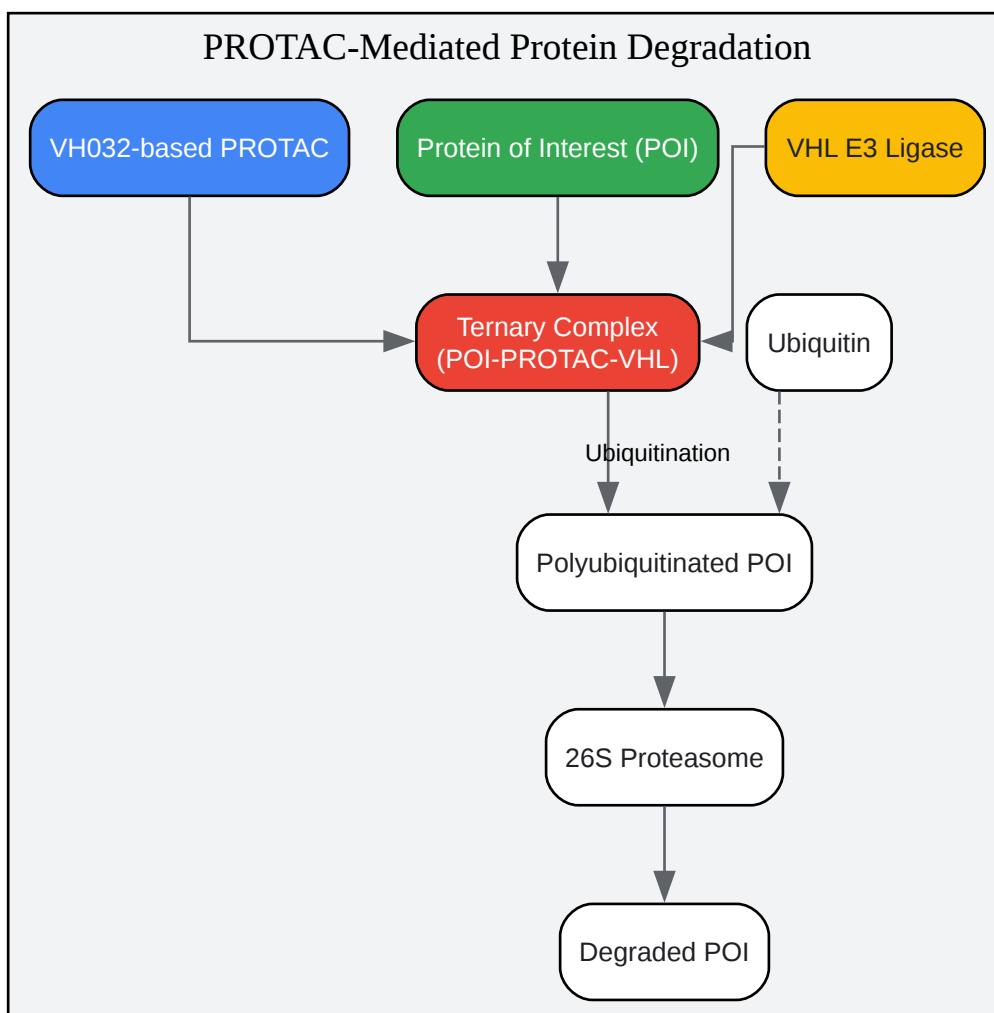 PROTAC-Mediated Protein Degradation
VH032-based PROTAC
Protein of Interest (POI)
VHL E3 Ligase
Ternary Complex
(POI-PROTAC-VHL)
Ubiquitin
Ubiquitination
Polyubiquitinated POI
26S Proteasome
Degraded POI